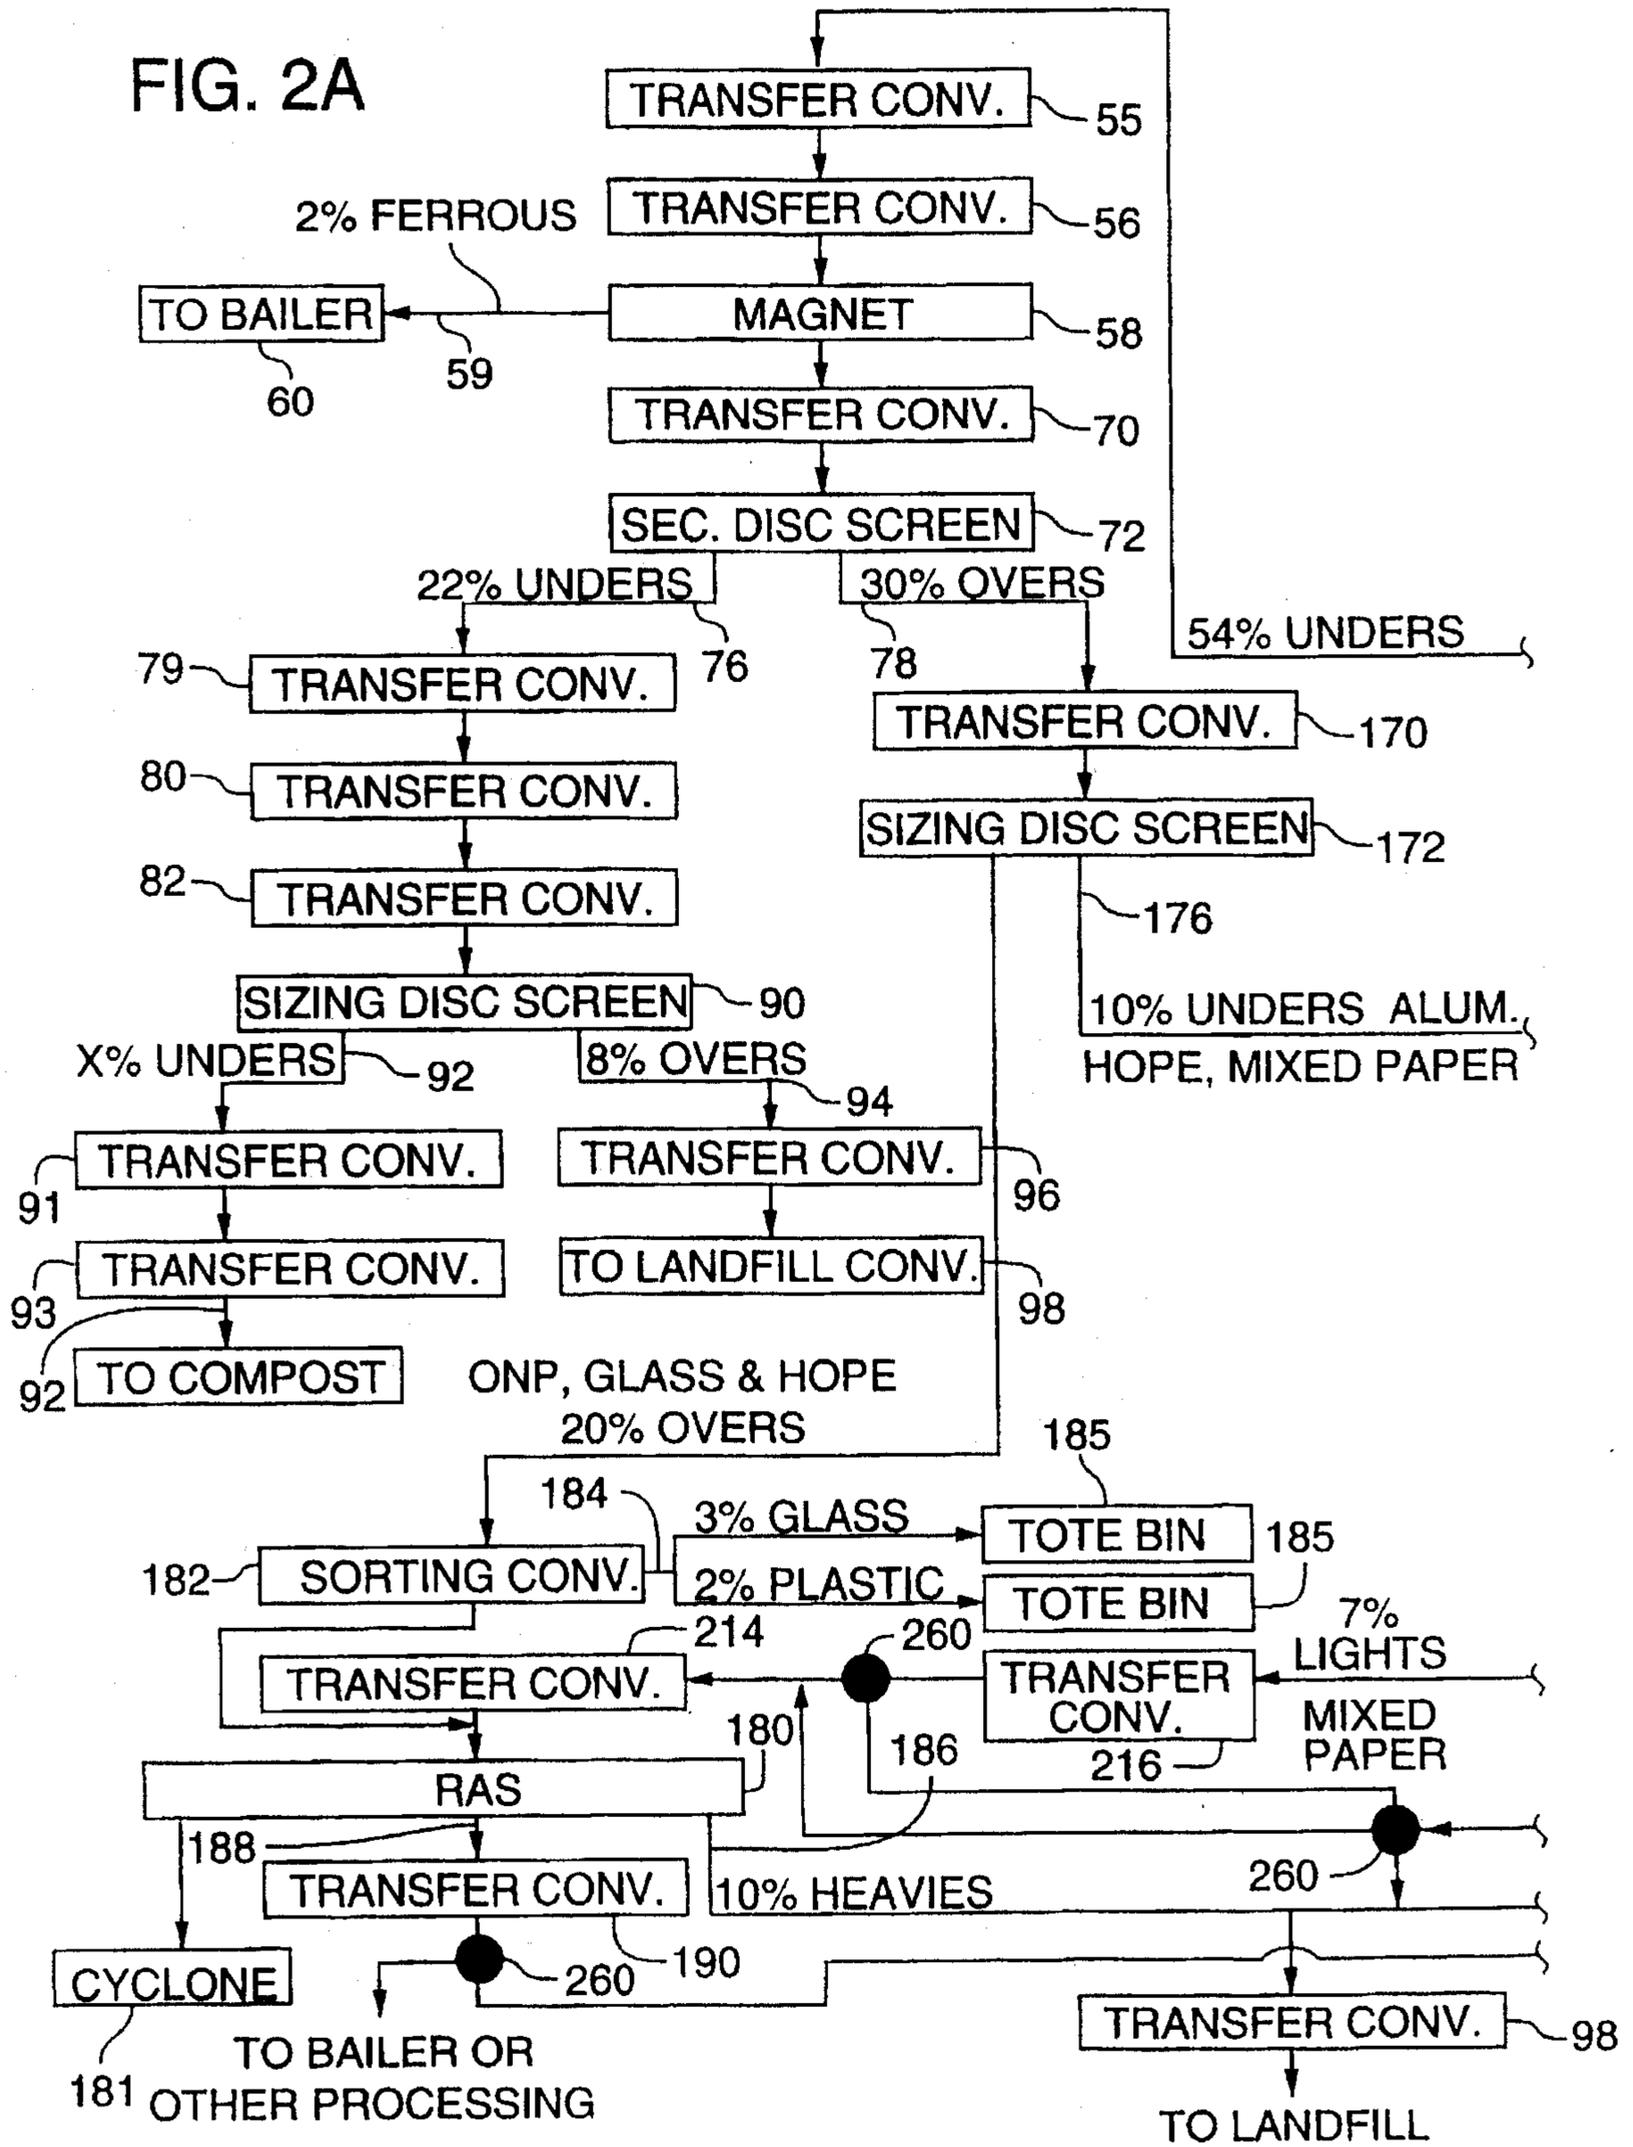 FIG. 2A
TRANSFER CONV.
55
TRANSFER CONV.
56
2% FERROUS
TO BAILER
MAGNET
58
59
60
TRANSFER CONV.
70
SEC. DISC SCREEN
72
22% UNDERS
30% OVERS
76
78
54% UNDERS
79
TRANSFER CONV.
TRANSFER CONV.
170
80
TRANSFER CONV.
SIZING DISC SCREEN
172
82
TRANSFER CONV.
176
SIZING DISC SCREEN
90
10% UNDERS ALUM.
HOPE, MIXED PAPER
X% UNDERS
92
8% OVERS
94
TRANSFER CONV.
91
TRANSFER CONV.
96
TRANSFER CONV.
93
TO LANDFILL CONV.
98
92
TO COMPOST
ONP, GLASS & HOPE
20% OVERS
185
184
3% GLASS
TOTE BIN
185
182
SORTING CONV.
2% PLASTIC
TOTE BIN
214
260
7%
LIGHTS
TRANSFER CONV.
TRANSFER
CONV.
216
MIXED
PAPER
180
186
RAS
188
260
TRANSFER CONV.
10% HEAVIES
190
CYCLONE
260
181
TO BAILER OR
OTHER PROCESSING
TRANSFER CONV.
98
TO LANDFILL